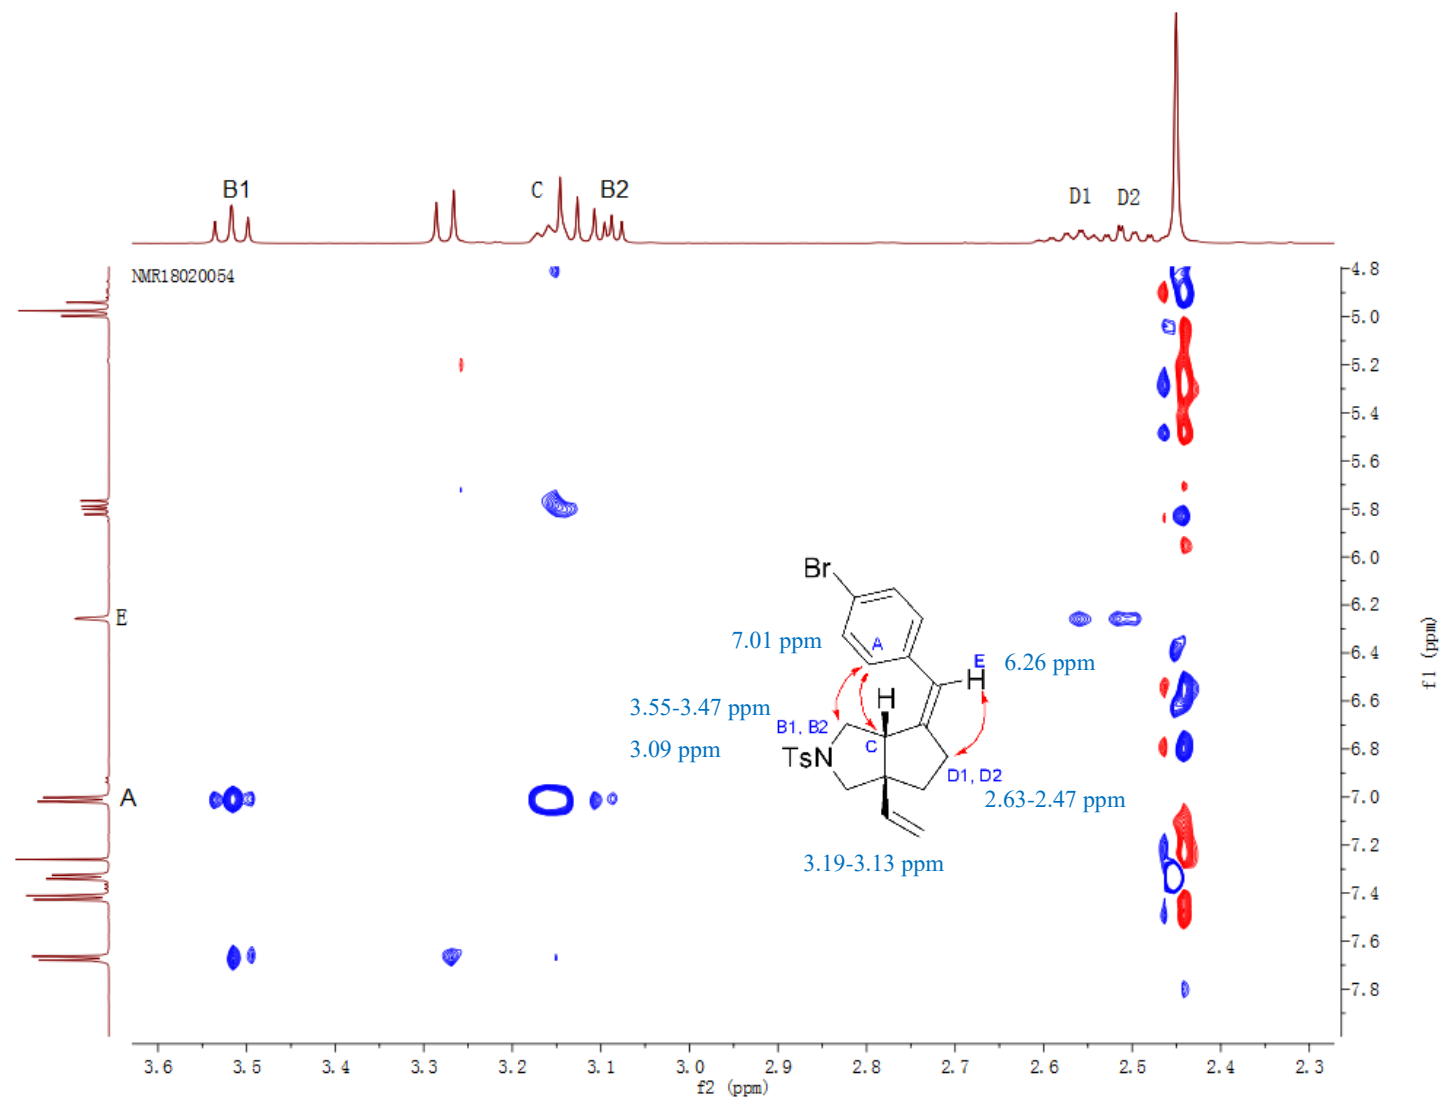 B1
C
B2
D1
D2
NMR18020054
4.8
5.0
5.2
5.4
5.6
5.8
6.0
6.2
6.4
6.6
6.8
7.0
7.2
7.4
7.6
7.8
f1 (ppm)
E
A
Br
7.01 ppm
A
E
H
6.26 ppm
H
3.55-3.47 ppm
B1, B2
3.09 ppm
C
TsN
D1, D2
2.63-2.47 ppm
3.19-3.13 ppm
3.6
3.5
3.4
3.3
3.2
3.1
3.0
2.9
2.8
2.7
2.6
2.5
2.4
2.3
f2 (ppm)